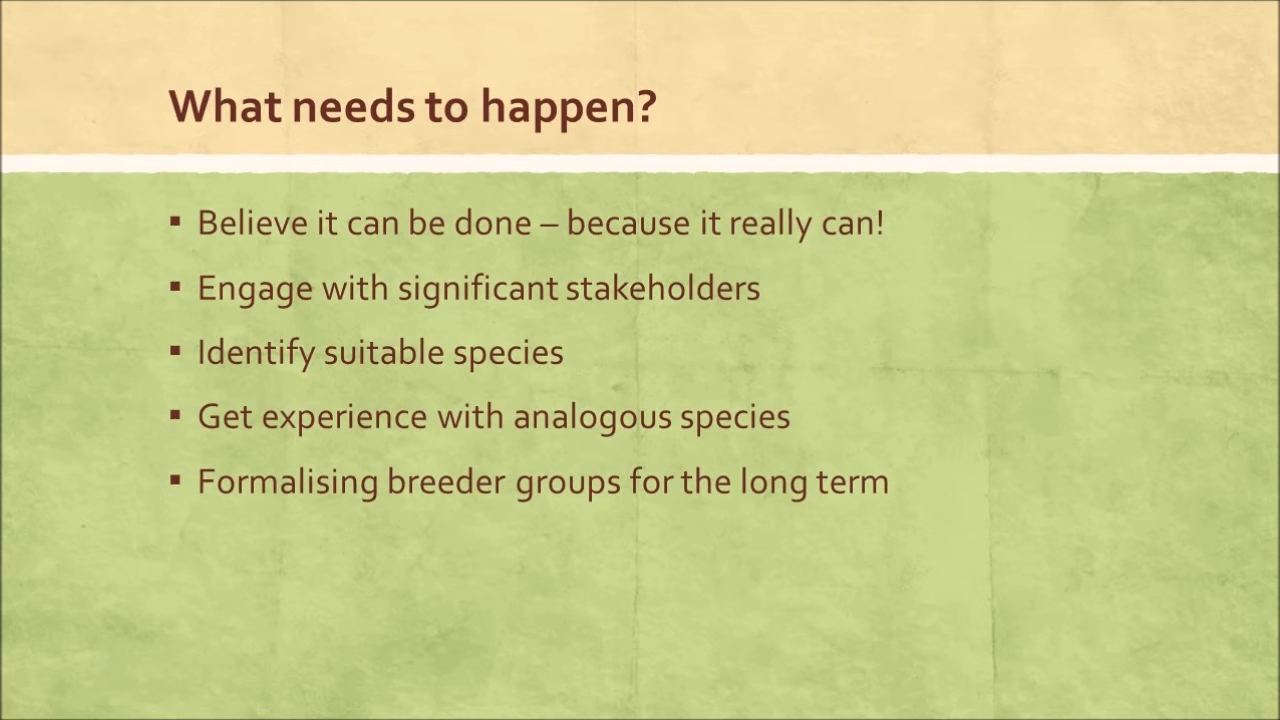 What needs to happen?
▪ Believe it can be done – because it really can!
▪ Engage with significant stakeholders
▪ Identify suitable species
▪ Get experience with analogous species
▪ Formalising breeder groups for the long term